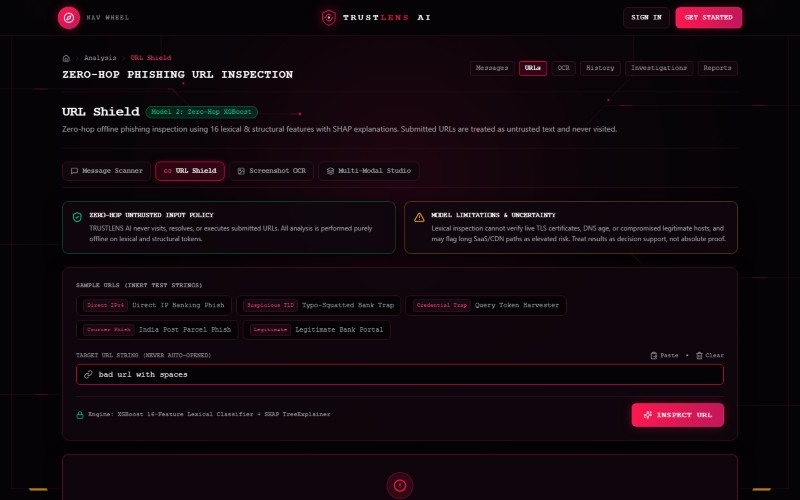 NAV WHEEL
TRUSTLENS AI
SIGN IN
GET STARTED
Analysis
URL Shield
ZERO-HOP PHISHING URL INSPECTION
Messages
URLs
OCR
History
Investigations
Reports
URL Shield
Model 2: Zero-Hop XGBoost
Zero-hop offline phishing inspection using 16 lexical & structural features with SHAP explanations. Submitted URLs are treated as untrusted text and never visited.
Message Scanner
URL Shield
Screenshot OCR
Multi-Modal Studio
ZERO-HOP UNTRUSTED INPUT POLICY
TRUSTLENS AI never visits, resolves, or executes submitted URLs. All analysis is performed purely
offline on lexical and structural tokens.
MODEL LIMITATIONS & UNCERTAINTY
Lexical inspection cannot verify live TLS certificates, DNS age, or compromised legitimate hosts, and
may flag long SaaS/CDN paths as elevated risk. Treat results as decision support, not absolute proof.
SAMPLE URLS (INERT TEST STRINGS)
Direct IPv4 Direct IP Banking Phish
Suspicious TLD Typo-Squatted Bank Trap
Credential Trap Query Token Harvester
Courier Phish India Post Parcel Phish
Legitimate Legitimate Bank Portal
TARGET URL STRING (NEVER AUTO-OPENED)
Paste • Clear
bad url with spaces
Engine: XGBoost 16-Feature Lexical Classifier + SHAP TreeExplainer
INSPECT URL